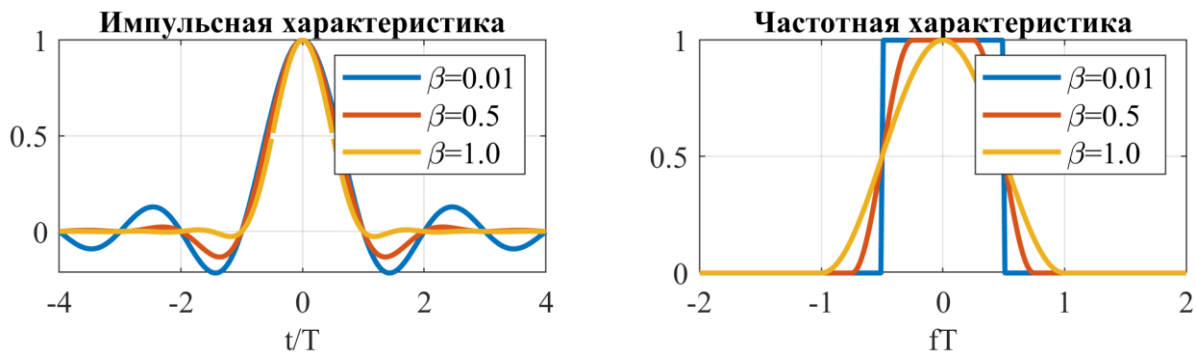 Импульсная характеристика
1
0.5
0
β=0.01
β=0.5
β=1.0
-4 -2 0 2 4
t/T
Частотная характеристика
1
0.5
0
β=0.01
β=0.5
β=1.0
-2 -1 0 1 2
fT